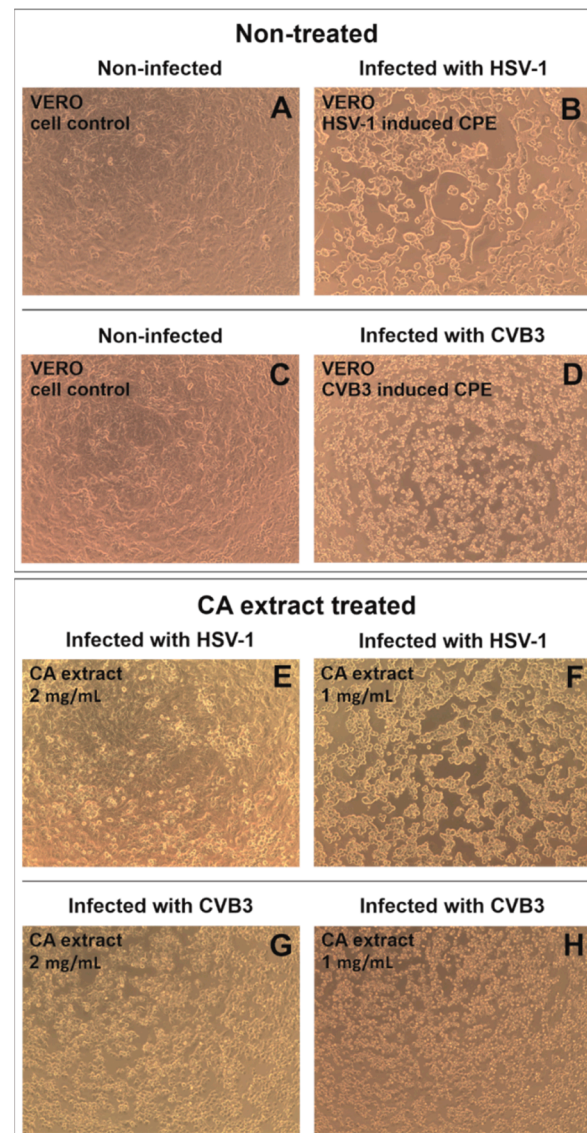 Non-treated
Non-infected
Infected with HSV-1
VERO
cell control
A
VERO
HSV-1 induced CPE
B
Non-infected
Infected with CVB3
VERO
cell control
C
VERO
CVB3 induced CPE
D
CA extract treated
Infected with HSV-1
Infected with HSV-1
CA extract
2 mg/mL
E
CA extract
1 mg/mL
F
Infected with CVB3
Infected with CVB3
CA extract
2 mg/mL
G
CA extract
1 mg/mL
H